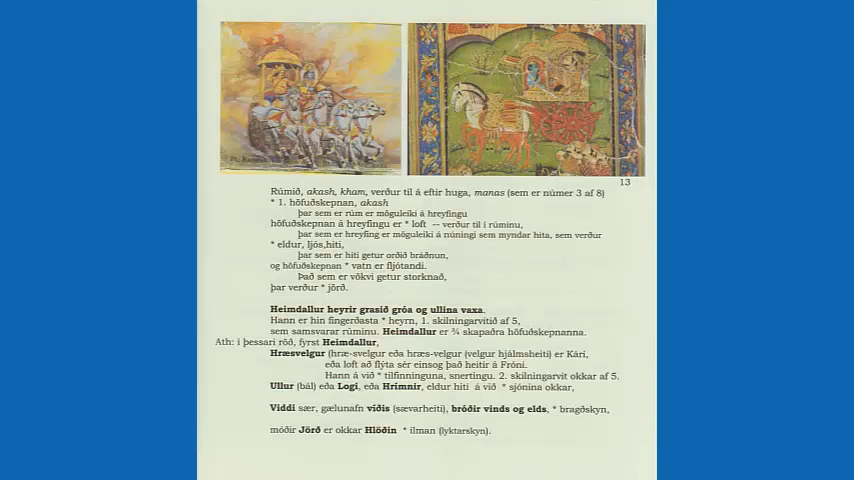 13
Rúmið, akash, kham, verður til á eftir huga, manas (sem er númer 3 af 8)
* 1. höfuðskepnan, akash
þar sem er rúm er möguleiki á hreyfingu
höfuðskepnan á hreyfingu er * loft -- verður til í rúminu,
þar sem er hreyfing er möguleiki á núningi sem myndar hita, sem verður
* eldur, ljós,hiti,
þar sem er hiti getur orðið bráðnun,
og höfuðskepnan * vatn er fljótandi.
Það sem er vökvi getur storknað,
þar verður * jörð.
Heimdallur heyrir grasið gróa og ullina vaxa.
Hann er hin fíngerðasta * heyrn, 1. skilningarvitið af 5,
sem samsvarar rúminu. Heimdallur er ¾ skapaðra höfuðskepnanna.
Ath: í þessari röð, fyrst Heimdallur,
Hræsvelgur (hræ-svelgur eða hræs-velgur (velgur hjálmsheiti) er Kári,
eða loft að flýta sér einsog það heitir á Fróni.
Hann á við * tilfinninguna, snertingu. 2. skilningarvit okkar af 5.
Ullur (bál) eða Logi, eða Hrímnir, eldur hiti á við * sjónina okkar,
Viddi sær, gælunafn víðis (sævarheiti), bróðir vinds og elds, * bragðskyn,
móðir Jörð er okkar Hlöðin * ilman (lyktarskyn).